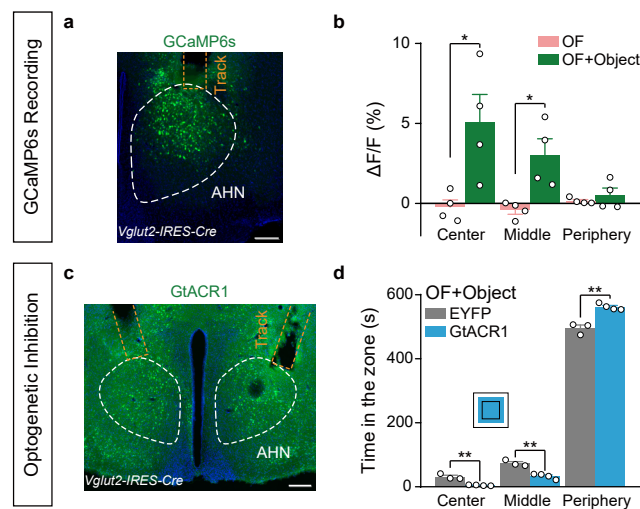 GCaMP6s Recording
a
GCaMP6s
Track
AHN
Vglut2-IRES-Cre
b
OF
OF+Object
ΔF/F (%)
10
5
0
*
*
Center
Middle
Periphery
Optogenetic Inhibition
c
GtACR1
Track
AHN
Vglut2-IRES-Cre
d
OF+Object
EYFP
GtACR1
Time in the zone (s)
600
400
200
0
**
**
**
Center
Middle
Periphery